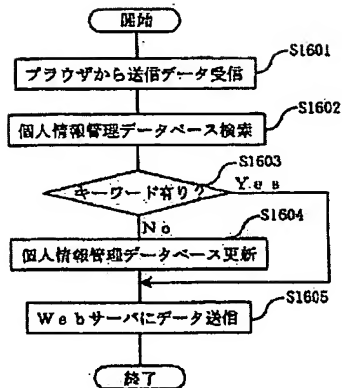 開始
S1601
ブラウザから送信データ受信
S1602
個人情報管理データベース検索
S1603
キーワード有り？
Yes
No
S1604
個人情報管理データベース更新
S1605
Webサーバにデータ送信
終了